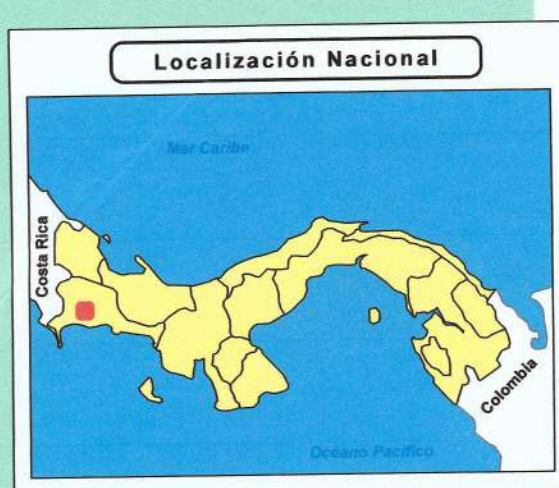 Localización Nacional
Mar Caribe
Costa Rica
Colombia
Océano Pacífico